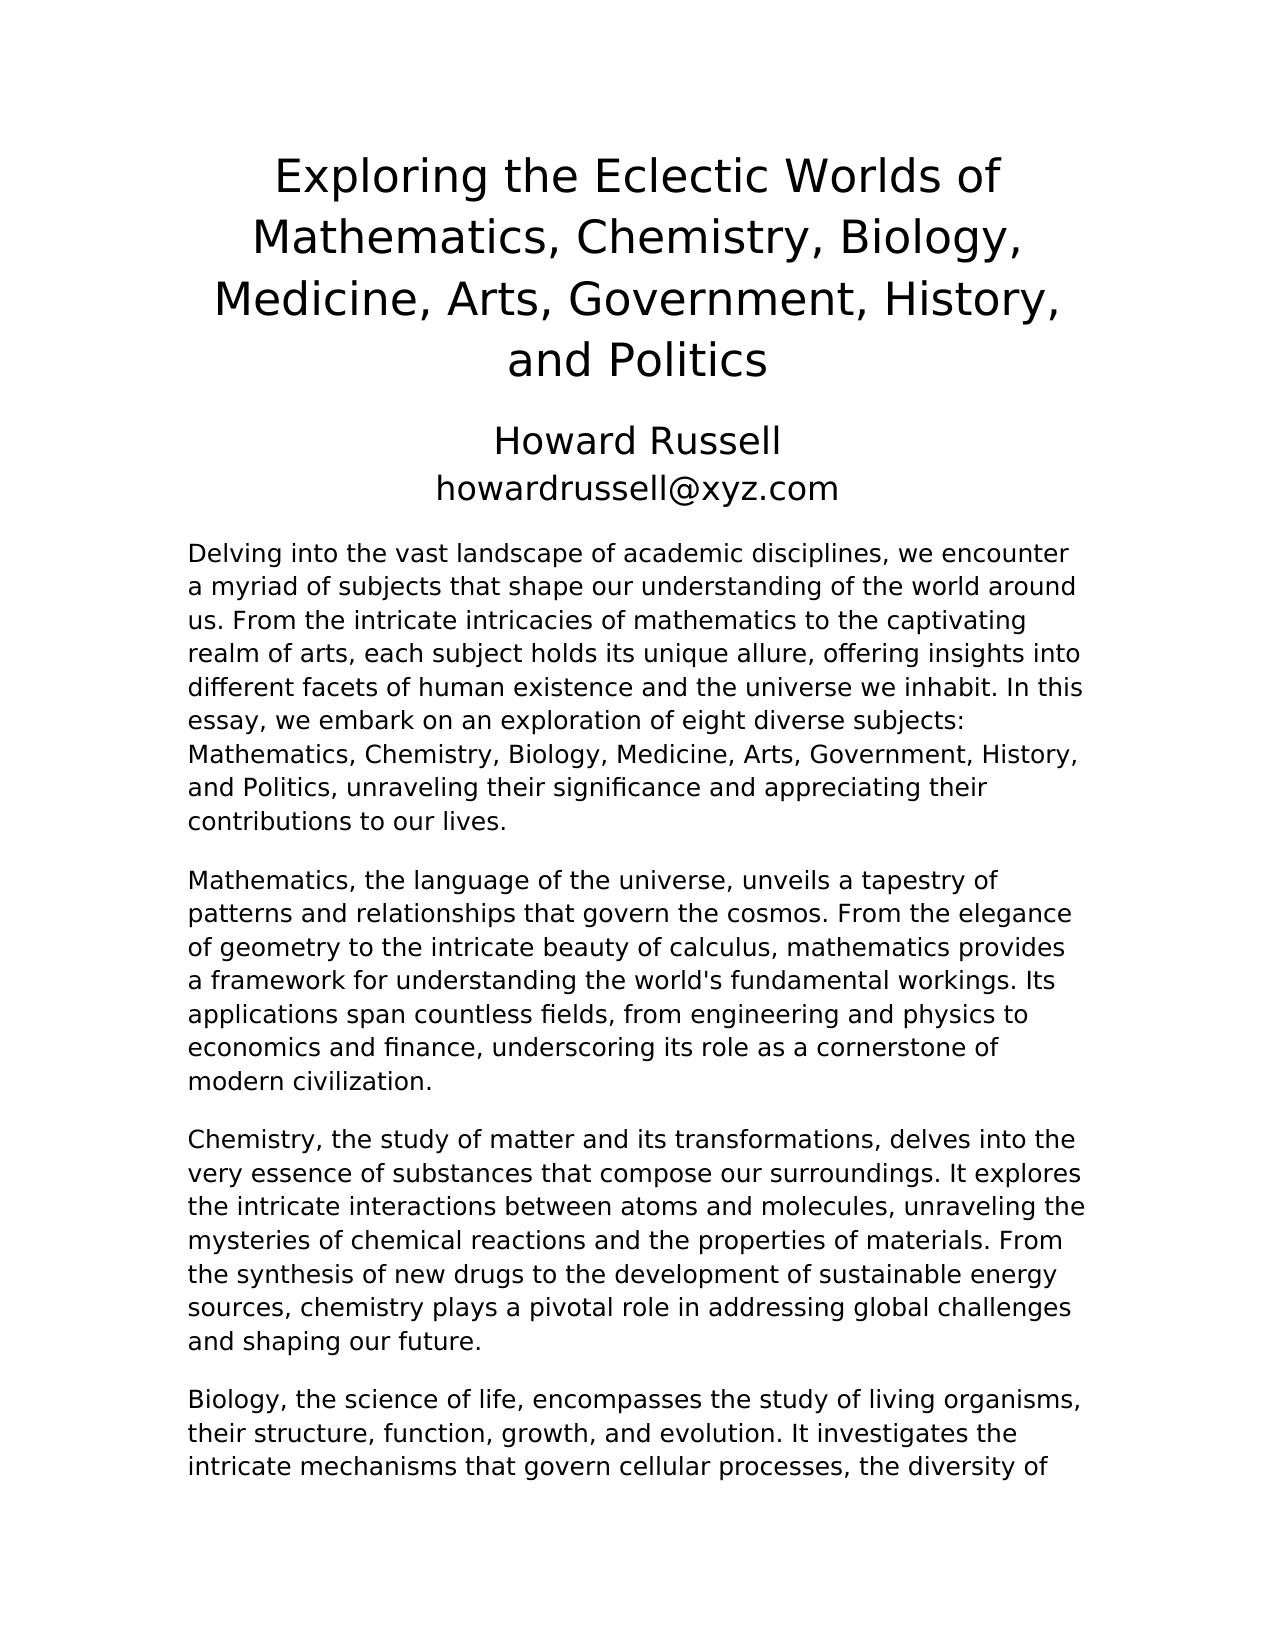 Exploring the Eclectic Worlds of
Mathematics, Chemistry, Biology,
Medicine, Arts, Government, History,
and Politics
Howard Russell
howardrussell@xyz.com
Delving into the vast landscape of academic disciplines, we encounter
a myriad of subjects that shape our understanding of the world around
us. From the intricate intricacies of mathematics to the captivating
realm of arts, each subject holds its unique allure, offering insights into
different facets of human existence and the universe we inhabit. In this
essay, we embark on an exploration of eight diverse subjects:
Mathematics, Chemistry, Biology, Medicine, Arts, Government, History,
and Politics, unraveling their significance and appreciating their
contributions to our lives.
Mathematics, the language of the universe, unveils a tapestry of
patterns and relationships that govern the cosmos. From the elegance
of geometry to the intricate beauty of calculus, mathematics provides
a framework for understanding the world's fundamental workings. Its
applications span countless fields, from engineering and physics to
economics and finance, underscoring its role as a cornerstone of
modern civilization.
Chemistry, the study of matter and its transformations, delves into the
very essence of substances that compose our surroundings. It explores
the intricate interactions between atoms and molecules, unraveling the
mysteries of chemical reactions and the properties of materials. From
the synthesis of new drugs to the development of sustainable energy
sources, chemistry plays a pivotal role in addressing global challenges
and shaping our future.
Biology, the science of life, encompasses the study of living organisms,
their structure, function, growth, and evolution. It investigates the
intricate mechanisms that govern cellular processes, the diversity of